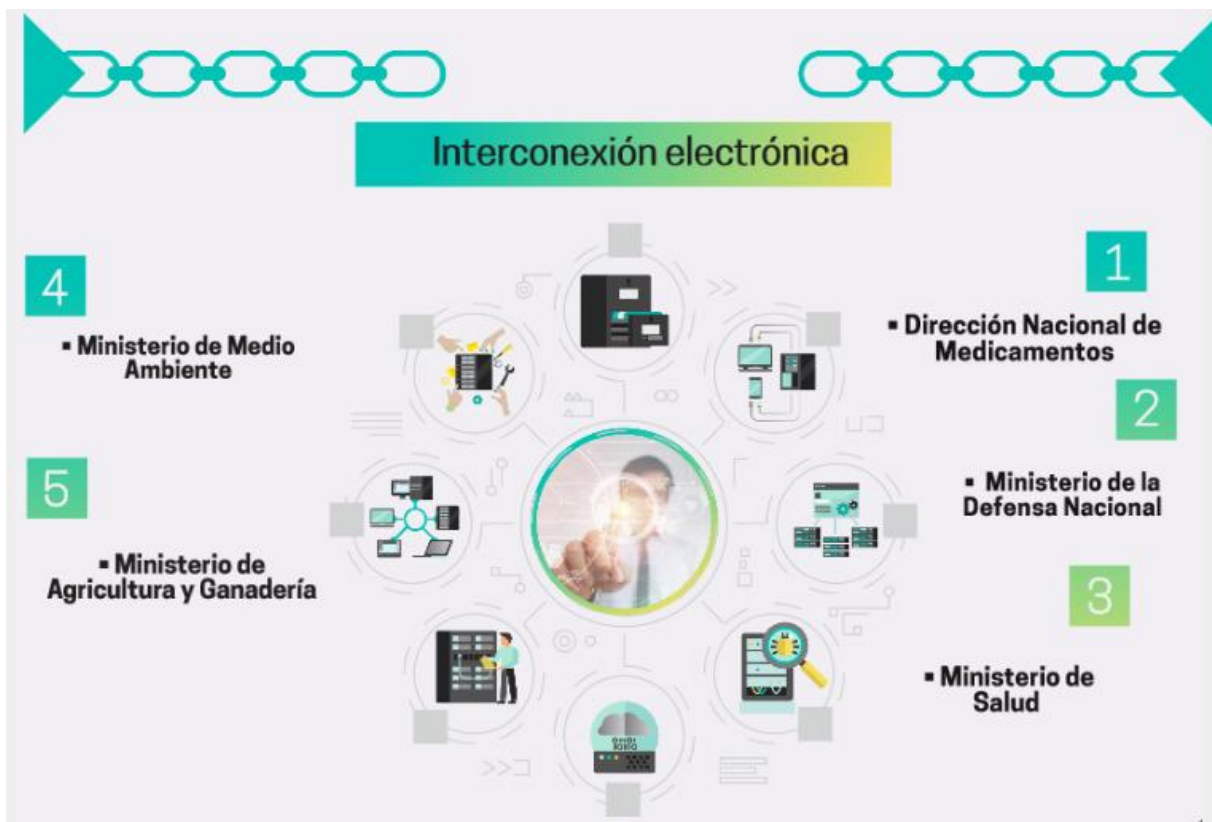 Interconexión electrónica
1
▪ Dirección Nacional de
Medicamentos
2
▪ Ministerio de la
Defensa Nacional
3
▪ Ministerio de
Salud
4
▪ Ministerio de Medio
Ambiente
5
▪ Ministerio de
Agricultura y Ganadería